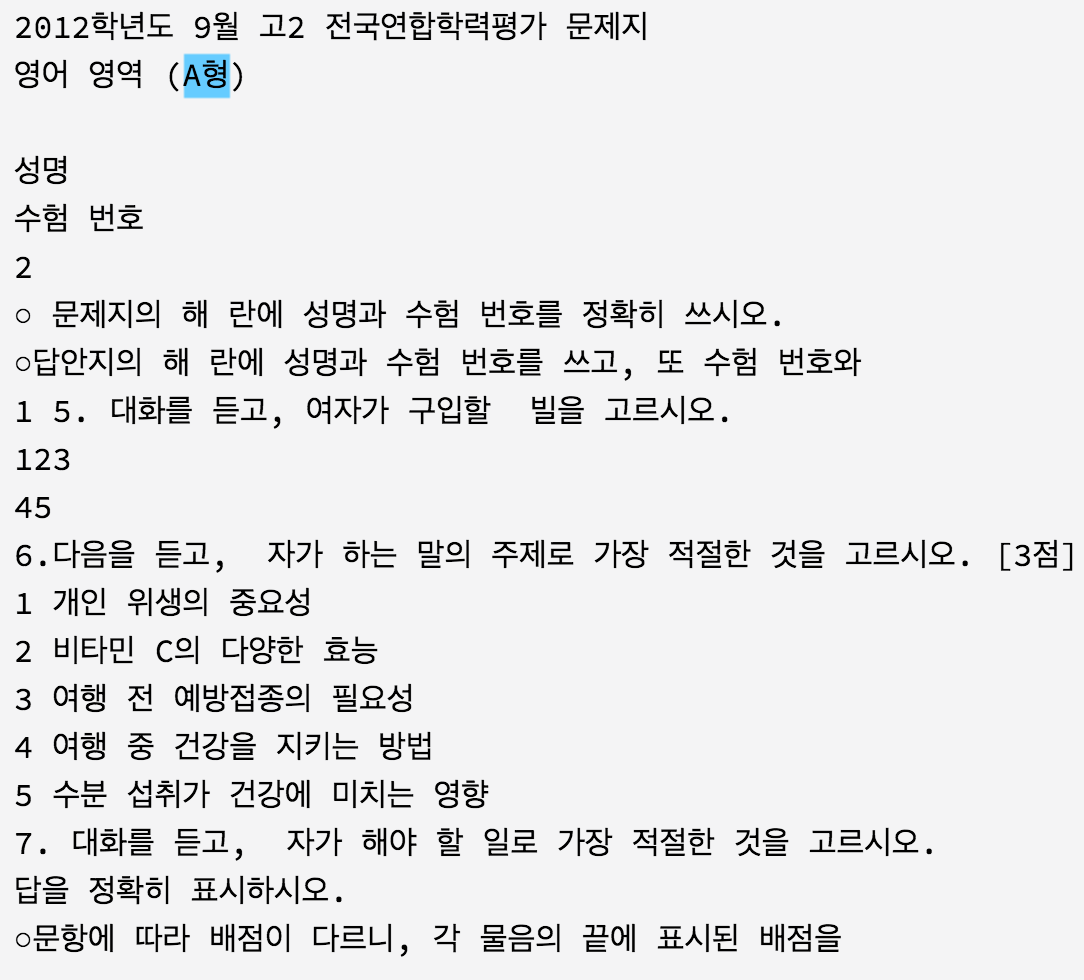 2012학년도 9월 고2 전국연합학력평가 문제지
영어 영역 (A형)
성명
수험 번호
2
○ 문제지의 해 란에 성명과 수험 번호를 정확히 쓰시오.
○답안지의 해 란에 성명과 수험 번호를 쓰고, 또 수험 번호와
1 5. 대화를 듣고, 여자가 구입할  빌을 고르시오.
123
45
6.다음을 듣고,  자가 하는 말의 주제로 가장 적절한 것을 고르시오. [3점]
1 개인 위생의 중요성
2 비타민 C의 다양한 효능
3 여행 전 예방접종의 필요성
4 여행 중 건강을 지키는 방법
5 수분 섭취가 건강에 미치는 영향
7. 대화를 듣고,  자가 해야 할 일로 가장 적절한 것을 고르시오.
답을 정확히 표시하시오.
○문항에 따라 배점이 다르니, 각 물음의 끝에 표시된 배점을